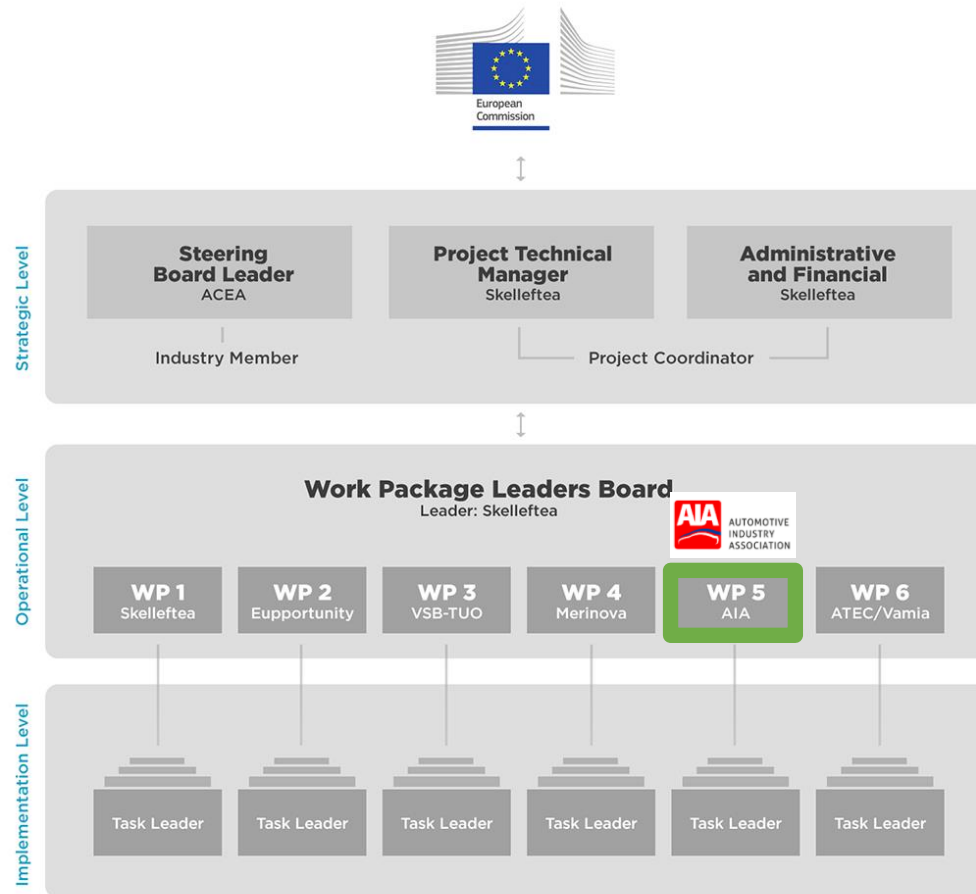 European
Commission
Strategic Level
Steering
Board Leader
ACEA
Project Technical
Manager
Skelleftea
Administrative
and Financial
Skelleftea
Industry Member
Project Coordinator
Operational Level
Work Package Leaders Board
Leader: Skelleftea
AIA
AUTOMOTIVE
INDUSTRY
ASSOCIATION
WP 1
Skelleftea
WP 2
Eupportunity
WP 3
VSB-TUO
WP 4
Merinova
WP 5
AIA
WP 6
ATEC/Vamia
Implementation Level
Task Leader
Task Leader
Task Leader
Task Leader
Task Leader
Task Leader